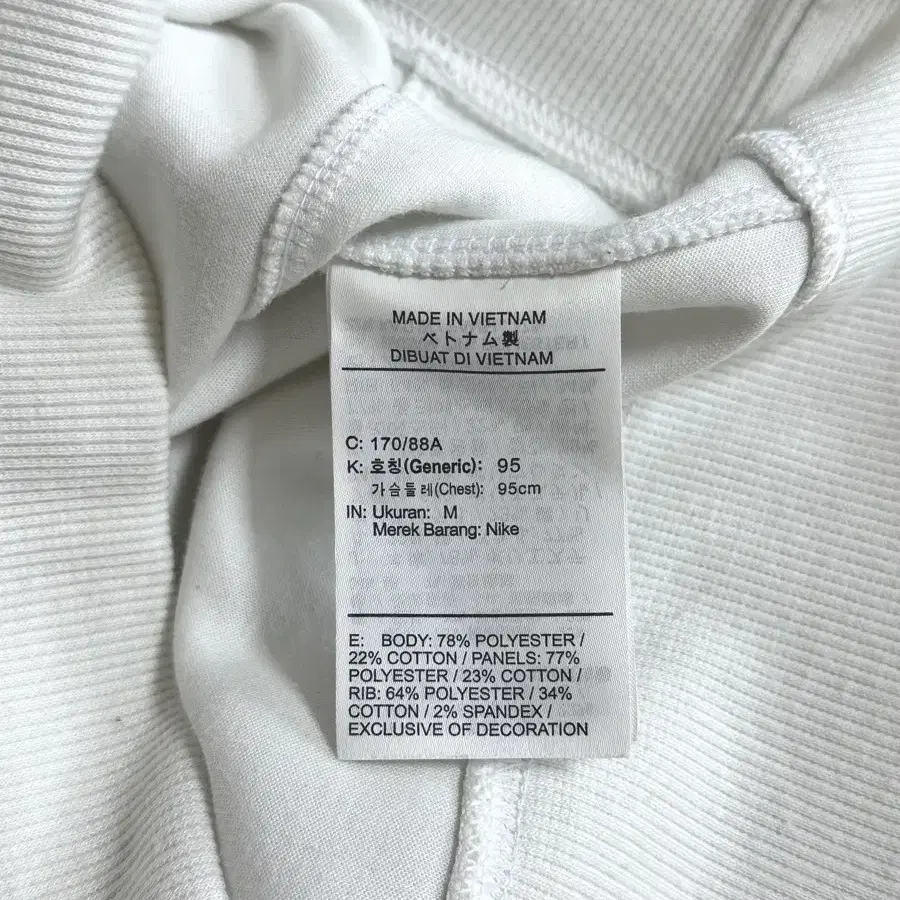 MADE IN VIETNAM
ベトナム製
DIBUAT DI VIETNAM
C: 170/88A
K: 호칭(Generic): 95
가슴둘레(Chest): 95cm
IN: Ukuran: M
Merek Barang: Nike
E: BODY: 78% POLYESTER /
22% COTTON / PANELS: 77%
POLYESTER / 23% COTTON /
RIB: 64% POLYESTER / 34%
COTTON / 2% SPANDEX /
EXCLUSIVE OF DECORATION